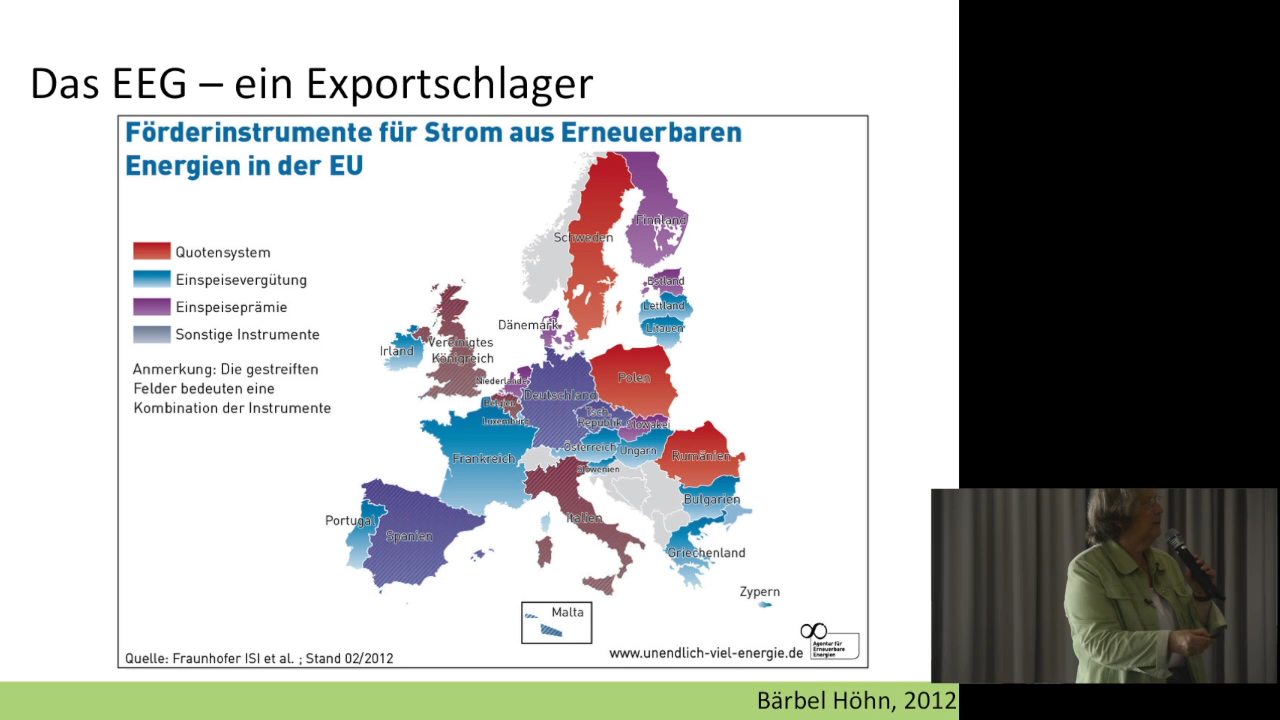 Das EEG – ein Exportschlager
Förderinstrumente für Strom aus Erneuerbaren
Energien in der EU
Quotensystem
Einspeisevergütung
Einspeiseprämie
Sonstige Instrumente
Anmerkung: Die gestreiften
Felder bedeuten eine
Kombination der Instrumente
Finnland
Schweden
Estland
Lettland
Litauen
Dänemark
Irland
Vereinigtes
Königreich
Niederlande
Polen
Deutschland
Belgien
Tsch.
Republik
Luxemburg
Slowakei
Österreich
Ungarn
Frankreich
Rumänien
Slowenien
Bulgarien
Italien
Portugal
Spanien
Griechenland
Zypern
Malta
Agentur für
Erneuerbare
Energien
www.unendlich-viel-energie.de
Quelle: Fraunhofer ISI et al. ; Stand 02/2012
Bärbel Höhn, 2012